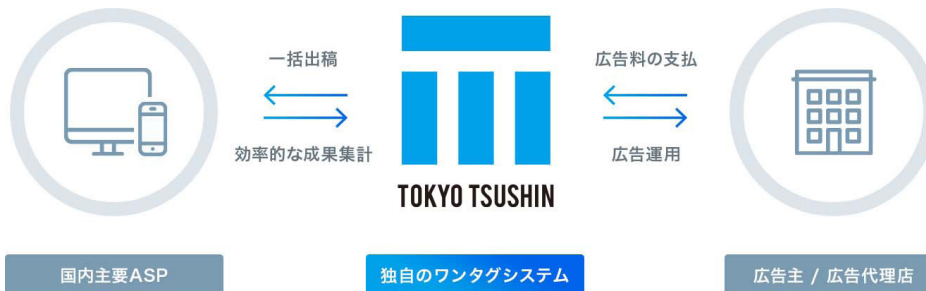 一括出稿
広告料の支払
効率的な成果集計
広告運用
TOKYO TSUSHIN
国内主要ASP
独自のワンタグシステム
広告主 / 広告代理店